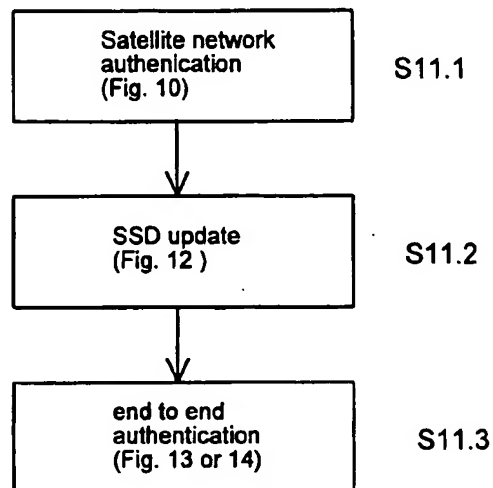 Satellite network
authenication
(Fig. 10)
S11.1
SSD update
(Fig. 12 )
S11.2
end to end
authentication
(Fig. 13 or 14)
S11.3